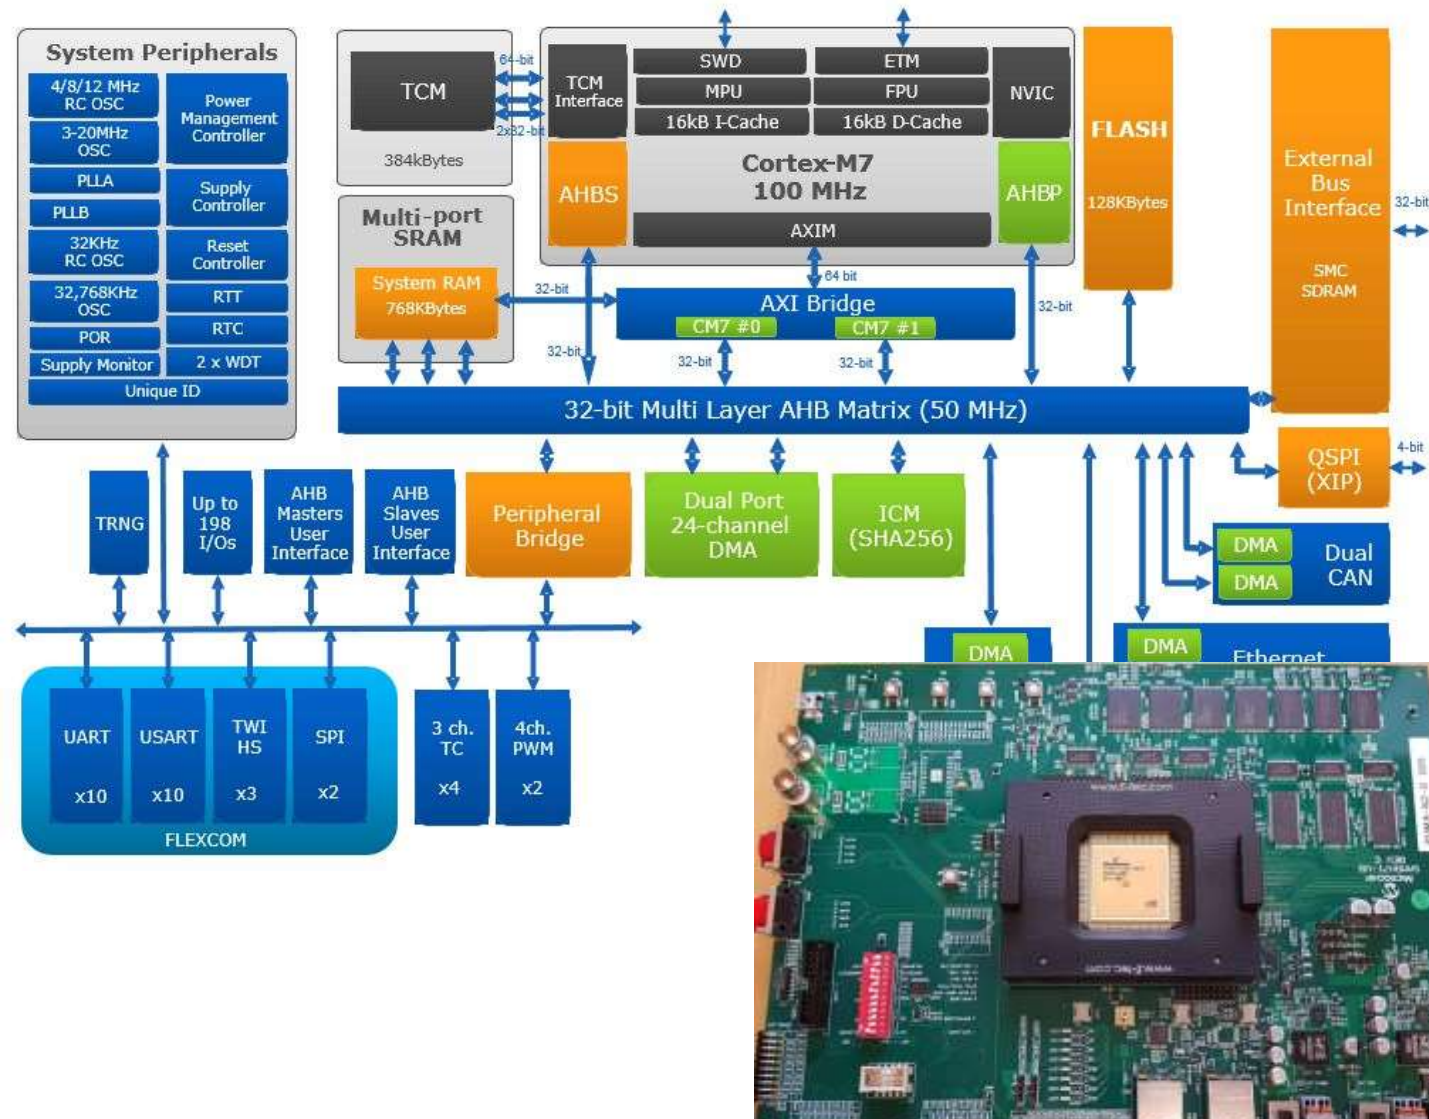 System Peripherals
4/8/12 MHz
RC OSC
3-20MHz
OSC
PLLA
PLLB
32KHz
RC OSC
32,768KHz
OSC
POR
Supply Monitor
Power
Management
Controller
Supply
Controller
Reset
Controller
RTT
RTC
2 x WDT
Unique ID
TCM
384kBytes
64-bit
2x32-bit
TCM
Interface
SWD
ETM
MPU
FPU
16kB I-Cache
16kB D-Cache
NVIC
AHBS
Cortex-M7
100 MHz
AHBP
AXIM
Multi-port
SRAM
System RAM
768KBytes
32-bit
64 bit
AXI Bridge
CM7 #0
CM7 #1
32-bit
32-bit
32-bit
32-bit
FLASH
128KBytes
External
Bus
Interface
SMC
SDRAM
32-bit
32-bit Multi Layer AHB Matrix (50 MHz)
QSPI
(XIP)
4-bit
TRNG
Up to
198
I/Os
AHB
Masters
User
Interface
AHB
Slaves
User
Interface
Peripheral
Bridge
Dual Port
24-channel
DMA
ICM
(SHA256)
DMA
DMA
Dual
CAN
DMA
DMA
Ethernet
UART
x10
USART
x10
TWI
HS
x3
SPI
x2
FLEXCOM
3 ch.
TC
x4
4ch.
PWM
x2